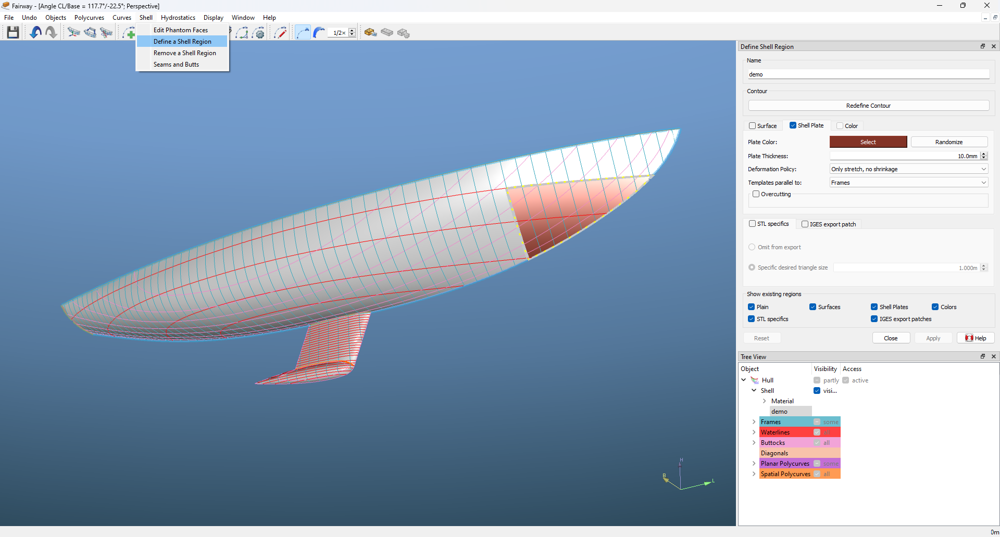 Fairway - [Angle CL/Base = 117.7°/-22.5°; Perspective]
File Undo Objects Polycurves Curves Shell Hydrostatics Display Window Help
1/2×
Edit Phantom Faces
Define a Shell Region
Remove a Shell Region
Seams and Butts
Define Shell Region
Name
demo
Contour
Redefine Contour
Surface Shell Plate Color
Plate Color: Select Randomize
Plate Thickness: 10.0mm
Deformation Policy: Only stretch, no shrinkage
Templates parallel to: Frames
Overcutting
STL specifics IGES export patch
Omit from export
Specific desired triangle size 1.000m
Show existing regions
Plain Surfaces Shell Plates Colors
STL specifics IGES export patches
Reset Close Apply Help
Tree View
Object Visibility Access
Hull partly active
Shell visi...
Material
demo
Frames some
Waterlines all
Buttocks all
Diagonals
Planar Polycurves some
Spatial Polycurves all
H
B
L
0m